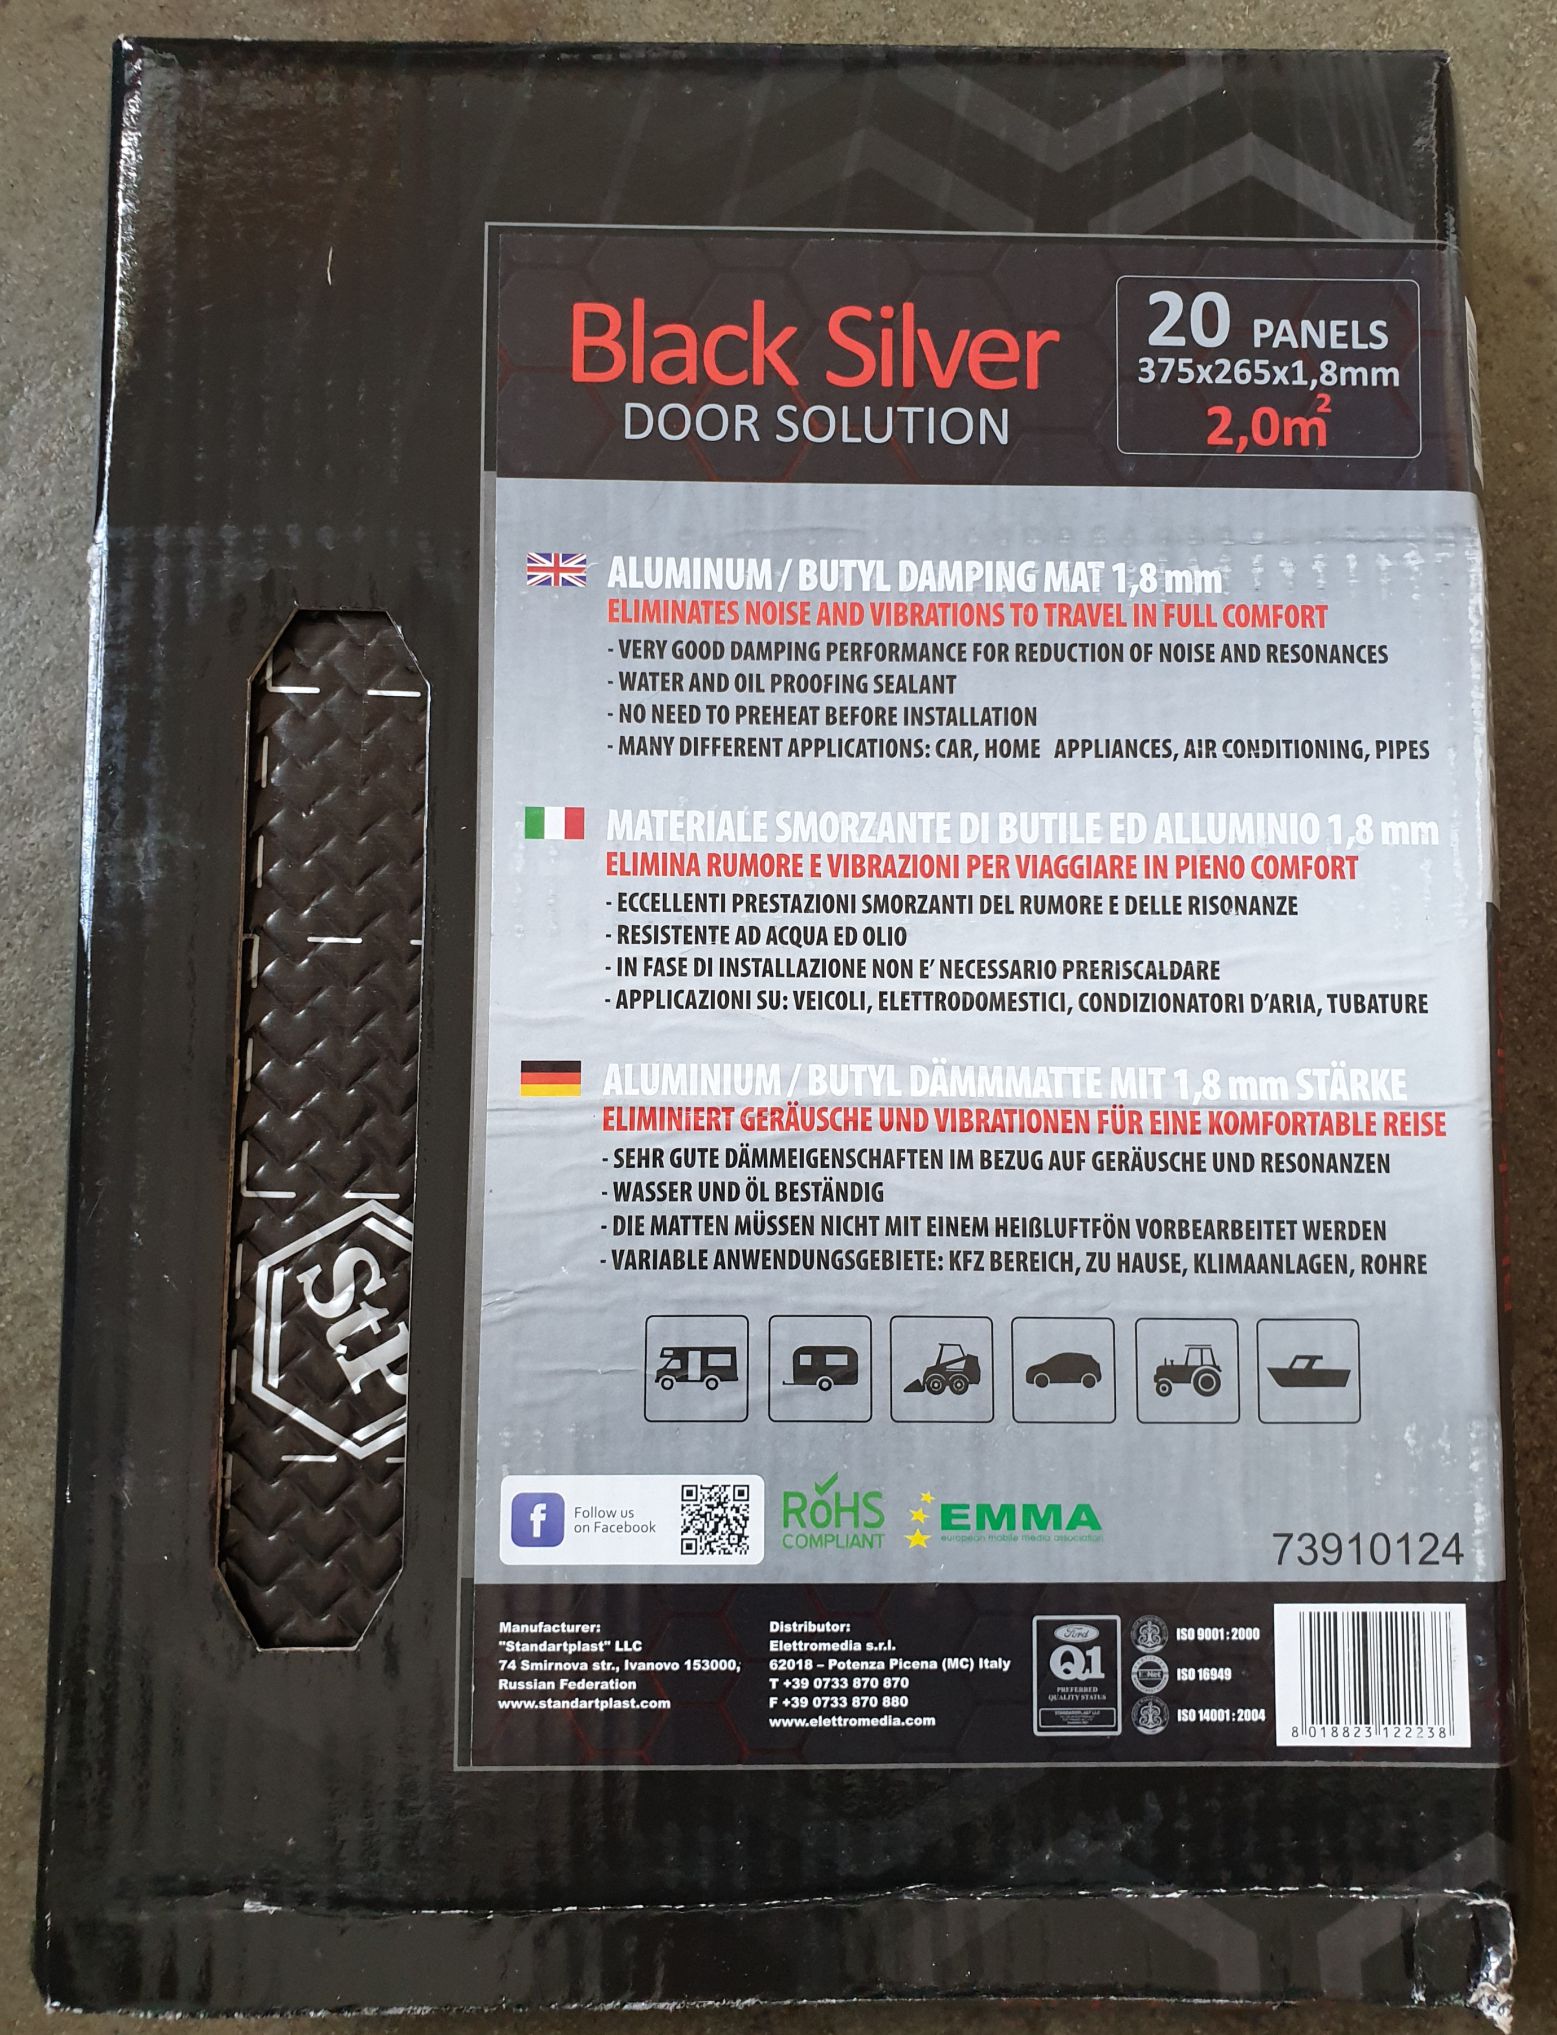 Black Silver
DOOR SOLUTION
20 PANELS
375x265x1,8mm
2,0m²
ALUMINUM / BUTYL DAMPING MAT 1,8 mm
ELIMINATES NOISE AND VIBRATIONS TO TRAVEL IN FULL COMFORT
- VERY GOOD DAMPING PERFORMANCE FOR REDUCTION OF NOISE AND RESONANCES
- WATER AND OIL PROOFING SEALANT
- NO NEED TO PREHEAT BEFORE INSTALLATION
- MANY DIFFERENT APPLICATIONS: CAR, HOME APPLIANCES, AIR CONDITIONING, PIPES
MATERIALE SMORZANTE DI BUTILE ED ALLUMINIO 1,8 mm
ELIMINA RUMORE E VIBRAZIONI PER VIAGGIARE IN PIENO COMFORT
- ECCELLENTI PRESTAZIONI SMORZANTI DEL RUMORE E DELLE RISONANZE
- RESISTENTE AD ACQUA ED OLIO
- IN FASE DI INSTALLAZIONE NON E' NECESSARIO PRERISCALDARE
- APPLICAZIONI SU: VEICOLI, ELETTRODOMESTICI, CONDIZIONATORI D'ARIA, TUBATURE
ALUMINIUM / BUTYL DÄMMMATTE MIT 1,8 mm STÄRKE
ELIMINIERT GERÄUSCHE UND VIBRATIONEN FÜR EINE KOMFORTABLE REISE
- SEHR GUTE DÄMMEIGENSCHAFTEN IM BEZUG AUF GERÄUSCHE UND RESONANZEN
- WASSER UND ÖL BESTÄNDIG
- DIE MATTEN MÜSSEN NICHT MIT EINEM HEIßLUFTFÖN VORBEARBEITET WERDEN
- VARIABLE ANWENDUNGSGEBIETE: KFZ BEREICH, ZU HAUSE, KLIMAANLAGEN, ROHRE
StP
f
Follow us
on Facebook
RoHS
COMPLIANT
EMMA
european mobile media association
73910124
Manufacturer:
"Standartplast" LLC
74 Smirnova str., Ivanovo 153000,
Russian Federation
www.standartplast.com
Distributor:
Elettromedia s.r.l.
62018 – Potenza Picena (MC) Italy
T +39 0733 870 870
F +39 0733 870 880
www.elettromedia.com
Ford
Q1
PREFERRED
QUALITY STATUS
ISO 9001:2000
ISO 16949
ISO 14001:2004
8 018823 122238